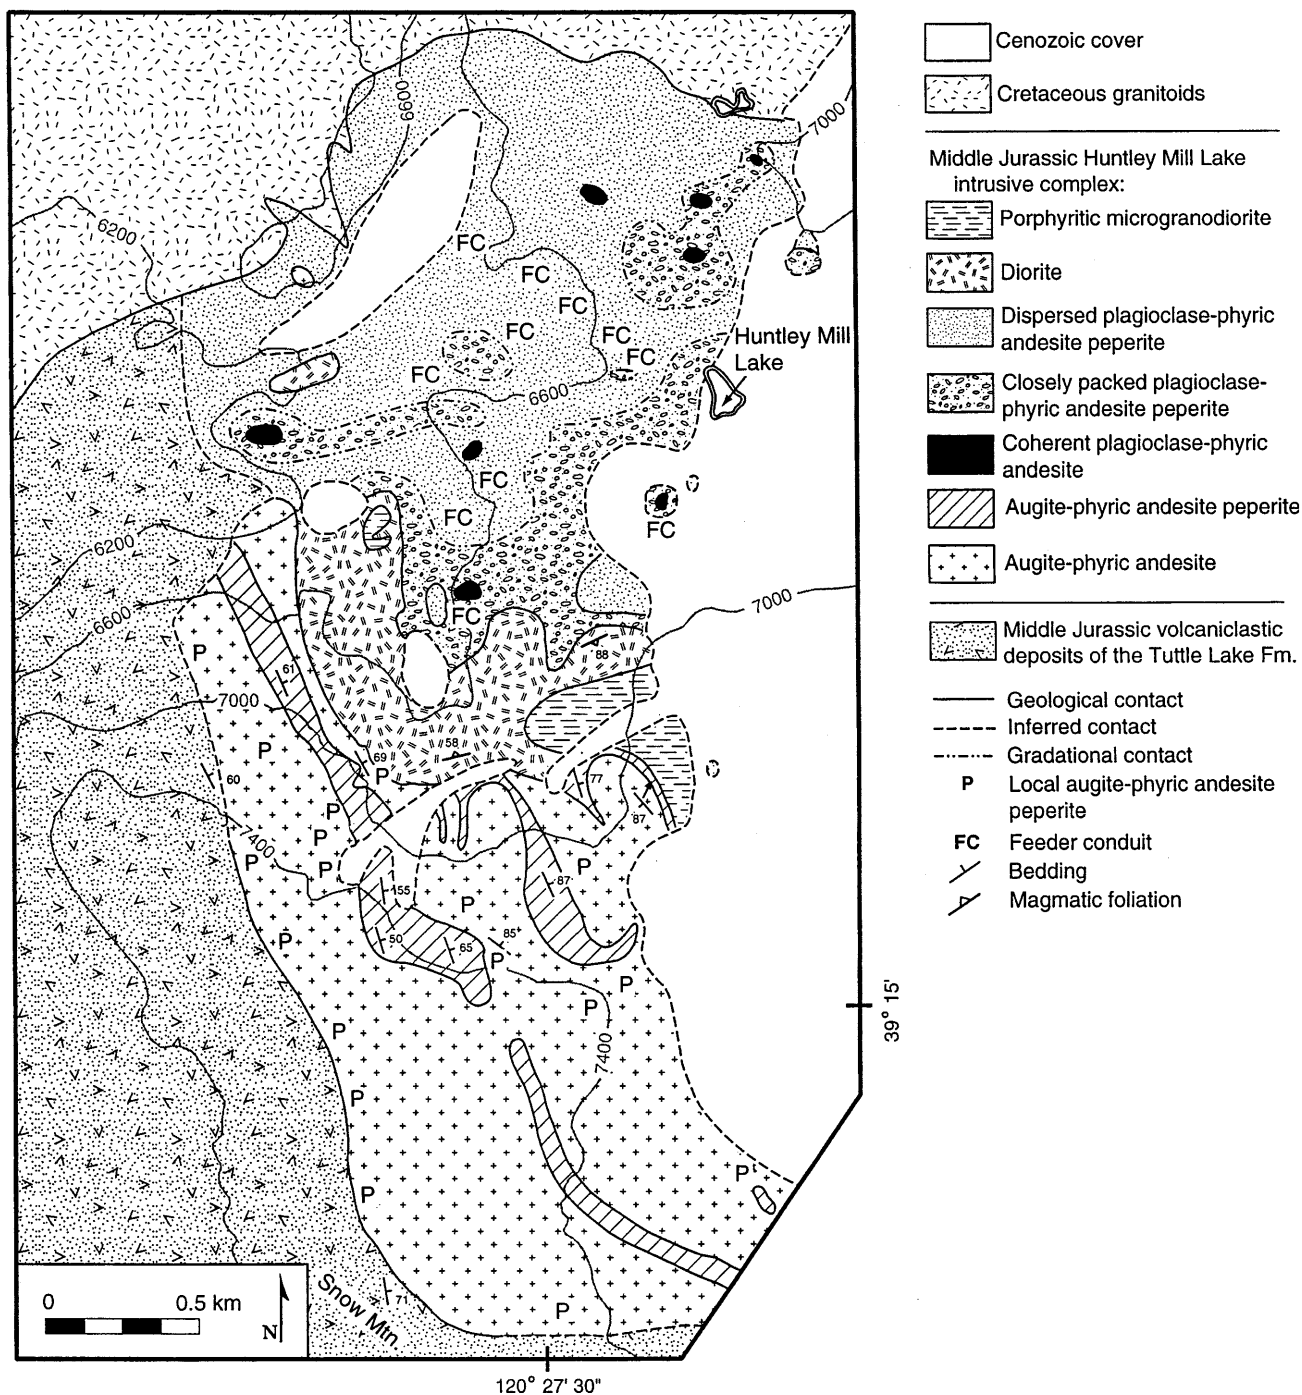 6600
7000
6200
FC
FC
FC
FC
FC
FC
FC
Huntley Mill
Lake
6600
FC
FC
FC
6200
FC
7000
6600
P
88
61
7000
58
69
P
P
77
60
P
87
7400
P
P
P
P
87
55
P
P
50
65
85
P
P
P
P
7400
P
P
P
P
71
Snow Mtn.
0 0.5 km
N
39° 15'
120° 27' 30"
Cenozoic cover
Cretaceous granitoids
Middle Jurassic Huntley Mill Lake
intrusive complex:
Porphyritic microgranodiorite
Diorite
Dispersed plagioclase-phyric
andesite peperite
Closely packed plagioclase-
phyric andesite peperite
Coherent plagioclase-phyric
andesite
Augite-phyric andesite peperite
Augite-phyric andesite
Middle Jurassic volcaniclastic
deposits of the Tuttle Lake Fm.
Geological contact
Inferred contact
Gradational contact
P Local augite-phyric andesite
peperite
FC Feeder conduit
Bedding
Magmatic foliation